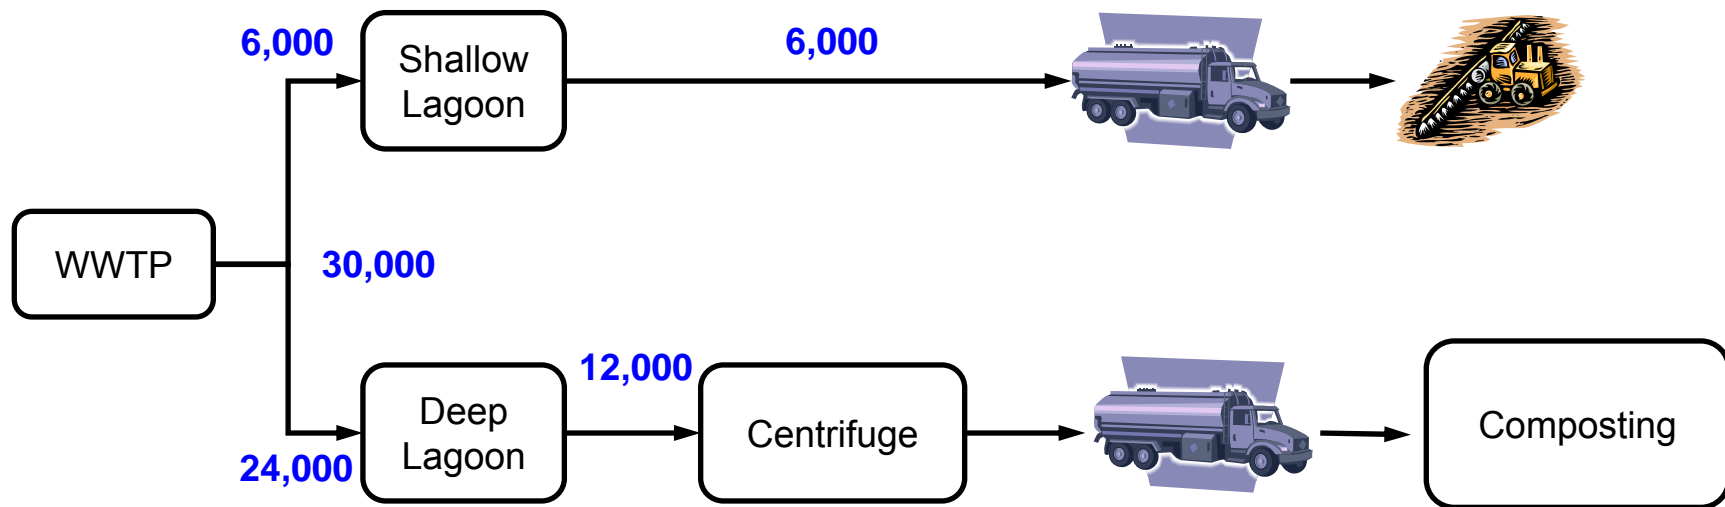 6,000
Shallow
Lagoon
6,000
WWTP
30,000
24,000
Deep
Lagoon
12,000
Centrifuge
Composting